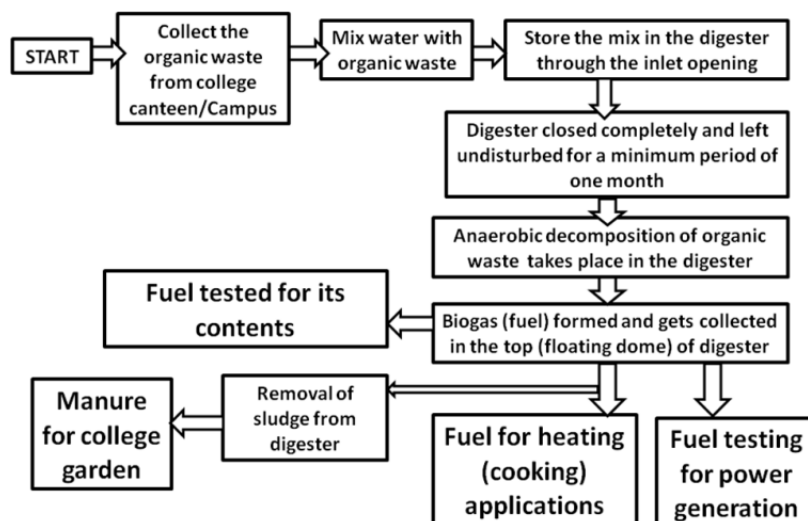 START
Collect the
organic waste
from college
canteen/Campus
Mix water with
organic waste
Store the mix in the digester
through the inlet opening
Digester closed completely and left
undisturbed for a minimum period of
one month
Anaerobic decomposition of organic
waste takes place in the digester
Fuel tested for its
contents
Biogas (fuel) formed and gets collected
in the top (floating dome) of digester
Manure
for college
garden
Removal of
sludge from
digester
Fuel for heating
(cooking)
applications
Fuel testing
for power
generation